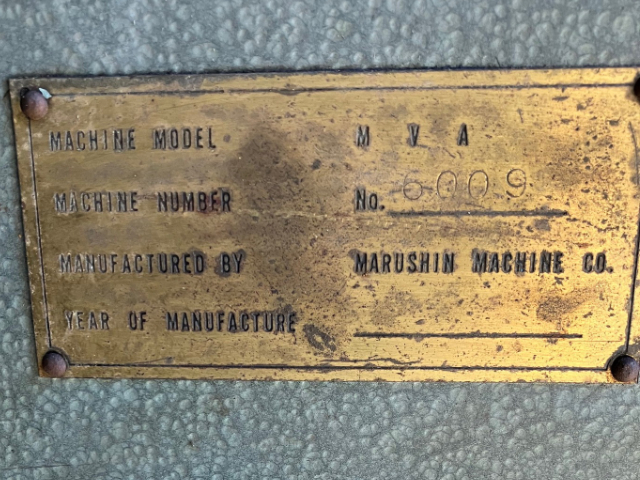 MACHINE MODEL M V A
MACHINE NUMBER No. 6009
MANUFACTURED BY MARUSHIN MACHINE CO.
YEAR OF MANUFACTURE